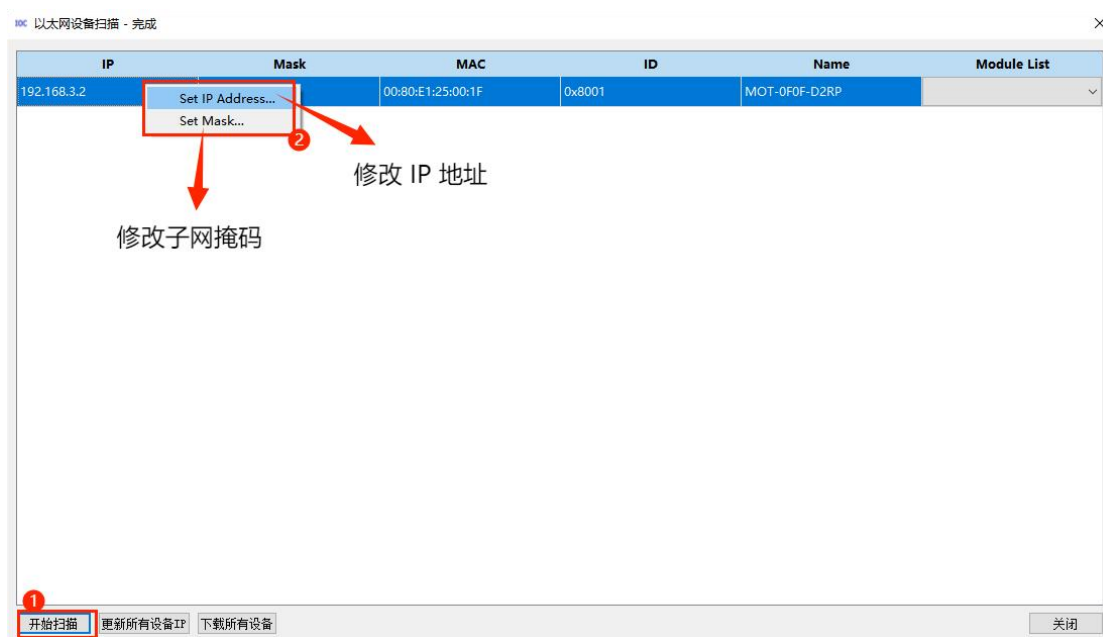 IOC 以太网设备扫描 - 完成
IP Mask MAC ID Name Module List
192.168.3.2 00:80:E1:25:00:1F 0x8001 MOT-0F0F-D2RP
Set IP Address...
Set Mask...
2
修改 IP 地址
修改子网掩码
1
开始扫描 更新所有设备IP 下载所有设备 关闭